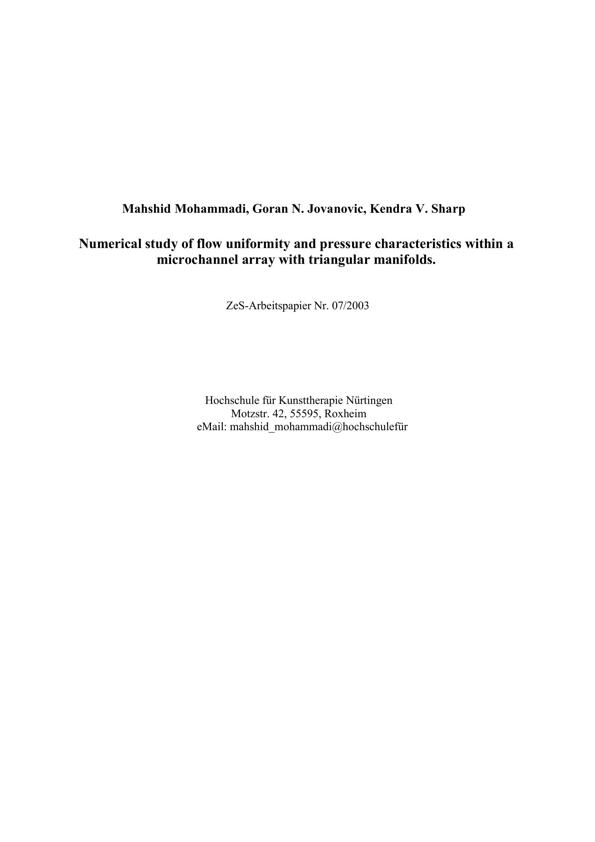 Mahshid Mohammadi, Goran N. Jovanovic, Kendra V. Sharp
Numerical study of flow uniformity and pressure characteristics within a
microchannel array with triangular manifolds.
ZeS-Arbeitspapier Nr. 07/2003
Hochschule für Kunsttherapie Nürtingen
Motzstr. 42, 55595, Roxheim
eMail: mahshid_mohammadi@hochschulefür